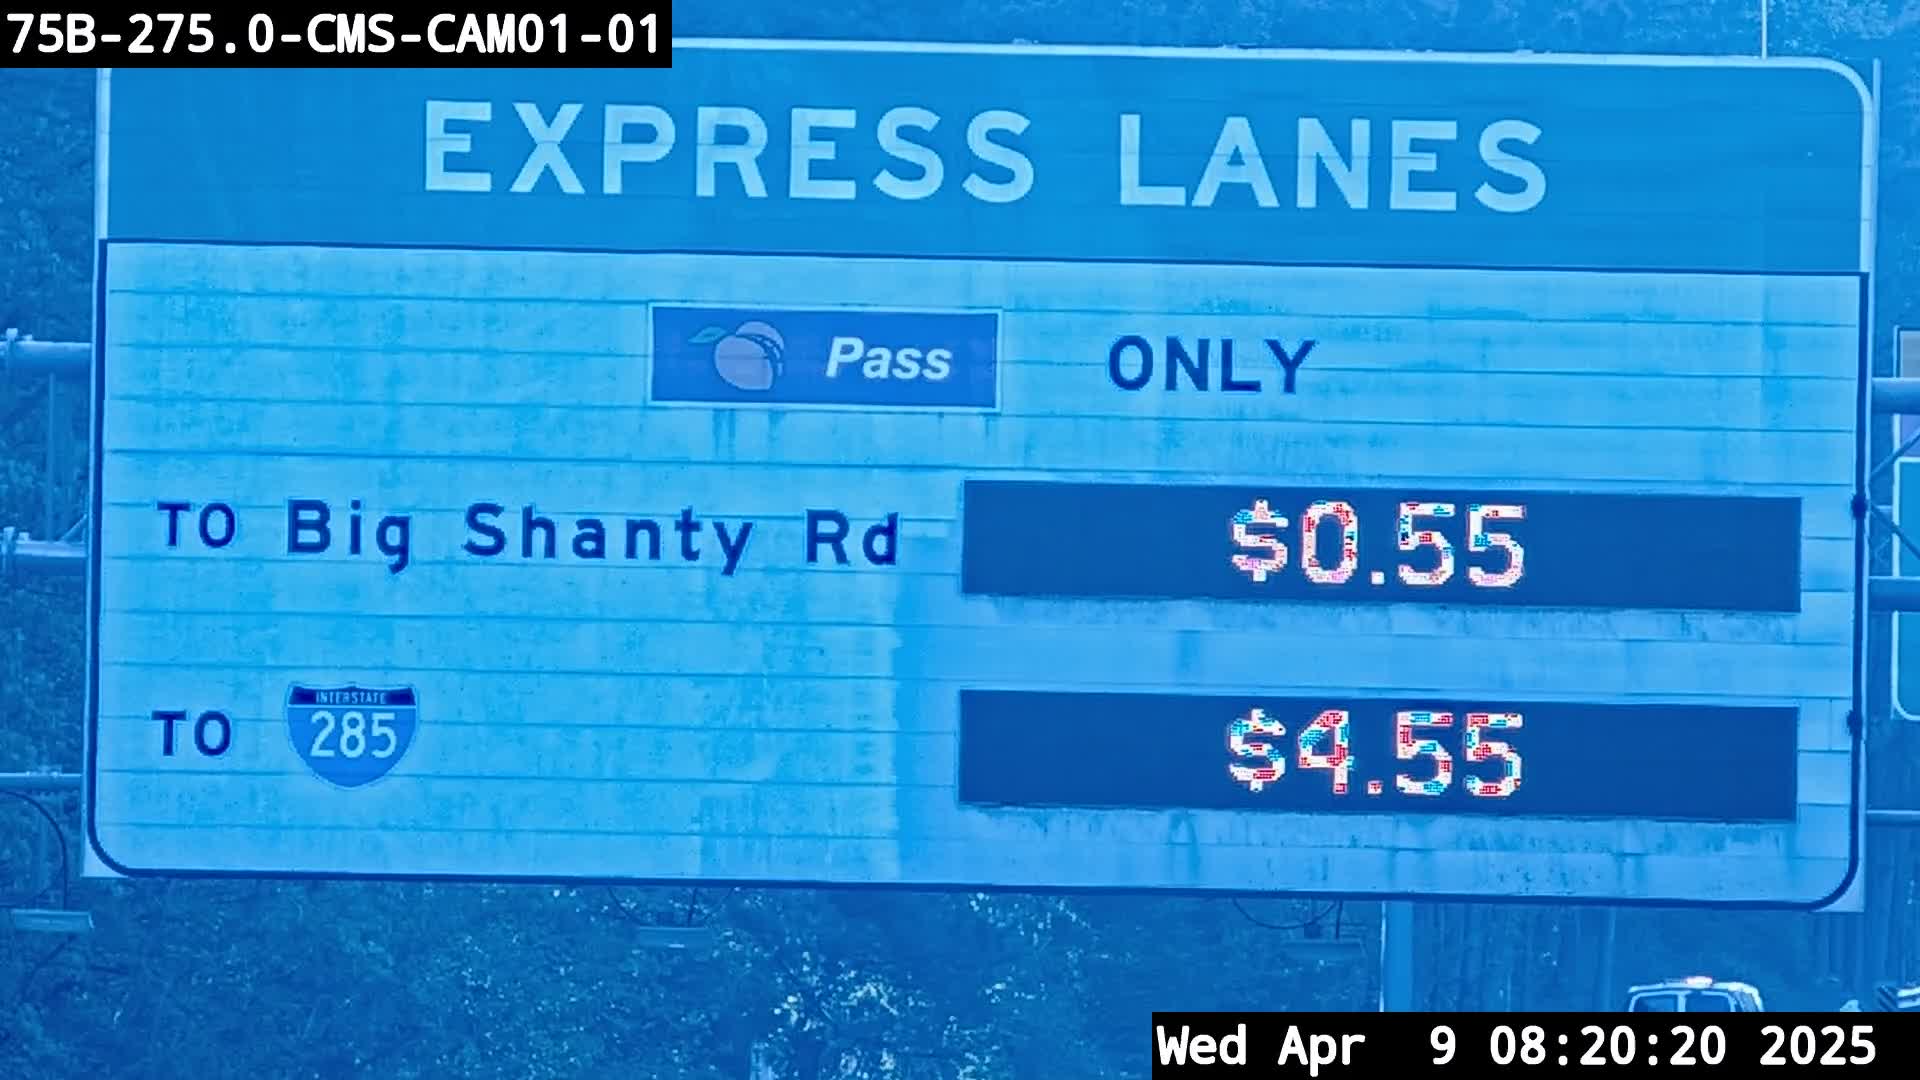 75B-275.0-CMS-CAM01-01
EXPRESS LANES
Pass ONLY
TO Big Shanty Rd $0.55
INTERSTATE
TO 285 $4.55
Wed Apr 9 08:20:20 2025